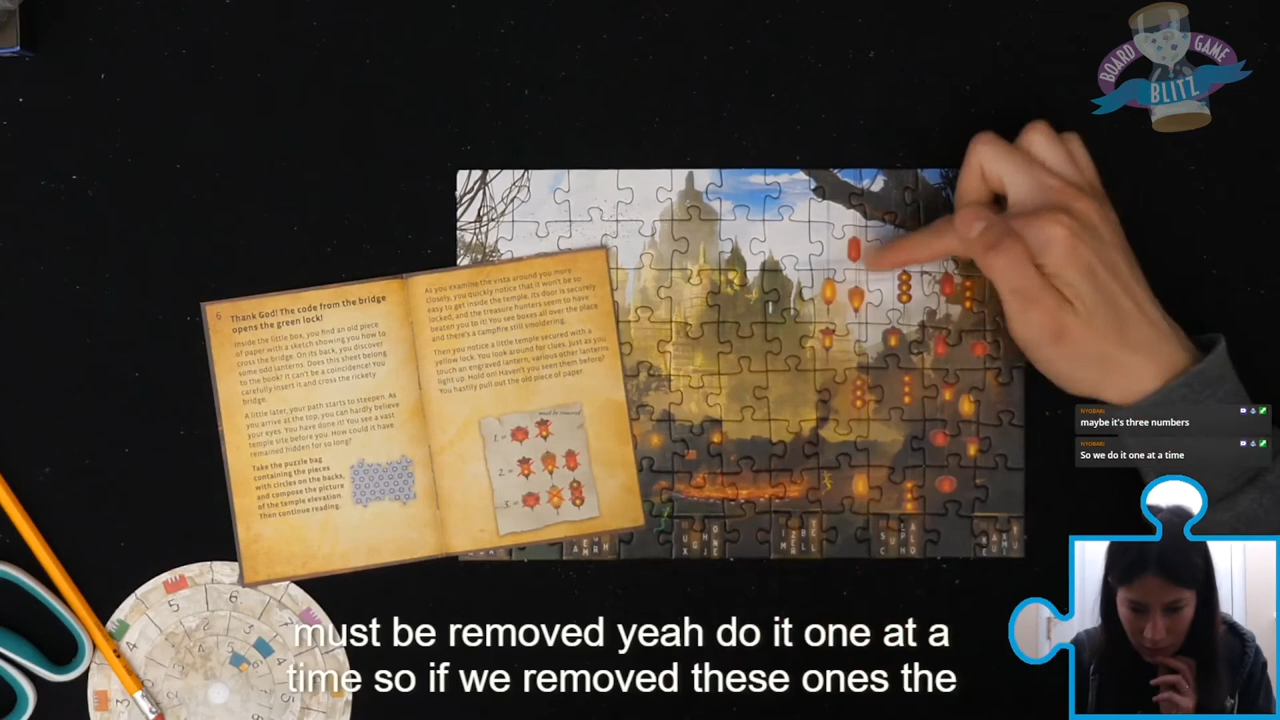 BOARD GAME
BLITZ
6 Thank God! The code from the bridge
opens the green lock!
Inside the little box, you find an old piece
of paper with a sketch showing you how to
cross the bridge. On its back, you discover
some odd lanterns. Does this sheet belong
to the book? It can't be a coincidence! You
carefully insert it and cross the rickety
bridge.
A little later, your path starts to steepen. As
you arrive at the top, you can hardly believe
your eyes. You have done it! You see a vast
temple site before you. How could it have
remained hidden for so long?
Take the puzzle bag
containing the pieces
with circles on the backs,
and compose the picture
of the temple elevation.
Then continue reading.
As you examine the vista around you more
closely, you quickly notice that it won't be so
easy to get inside the temple. Its door is securely
locked, and the treasure hunters seem to have
beaten you to it! You see boxes all over the place
and there's a campfire still smoldering.
Then you notice a little temple secured with a
yellow lock. You look around for clues. Just as you
touch an engraved lantern, various other lanterns
light up. Hold on! Haven't you seen them before?
You hastily pull out the old piece of paper.
must be removed
1. =
2. =
3. =
NYOBARI
maybe it's three numbers
NYOBARI
So we do it one at a time
5
6
must be removed yeah do it one at a
time so if we removed these ones the